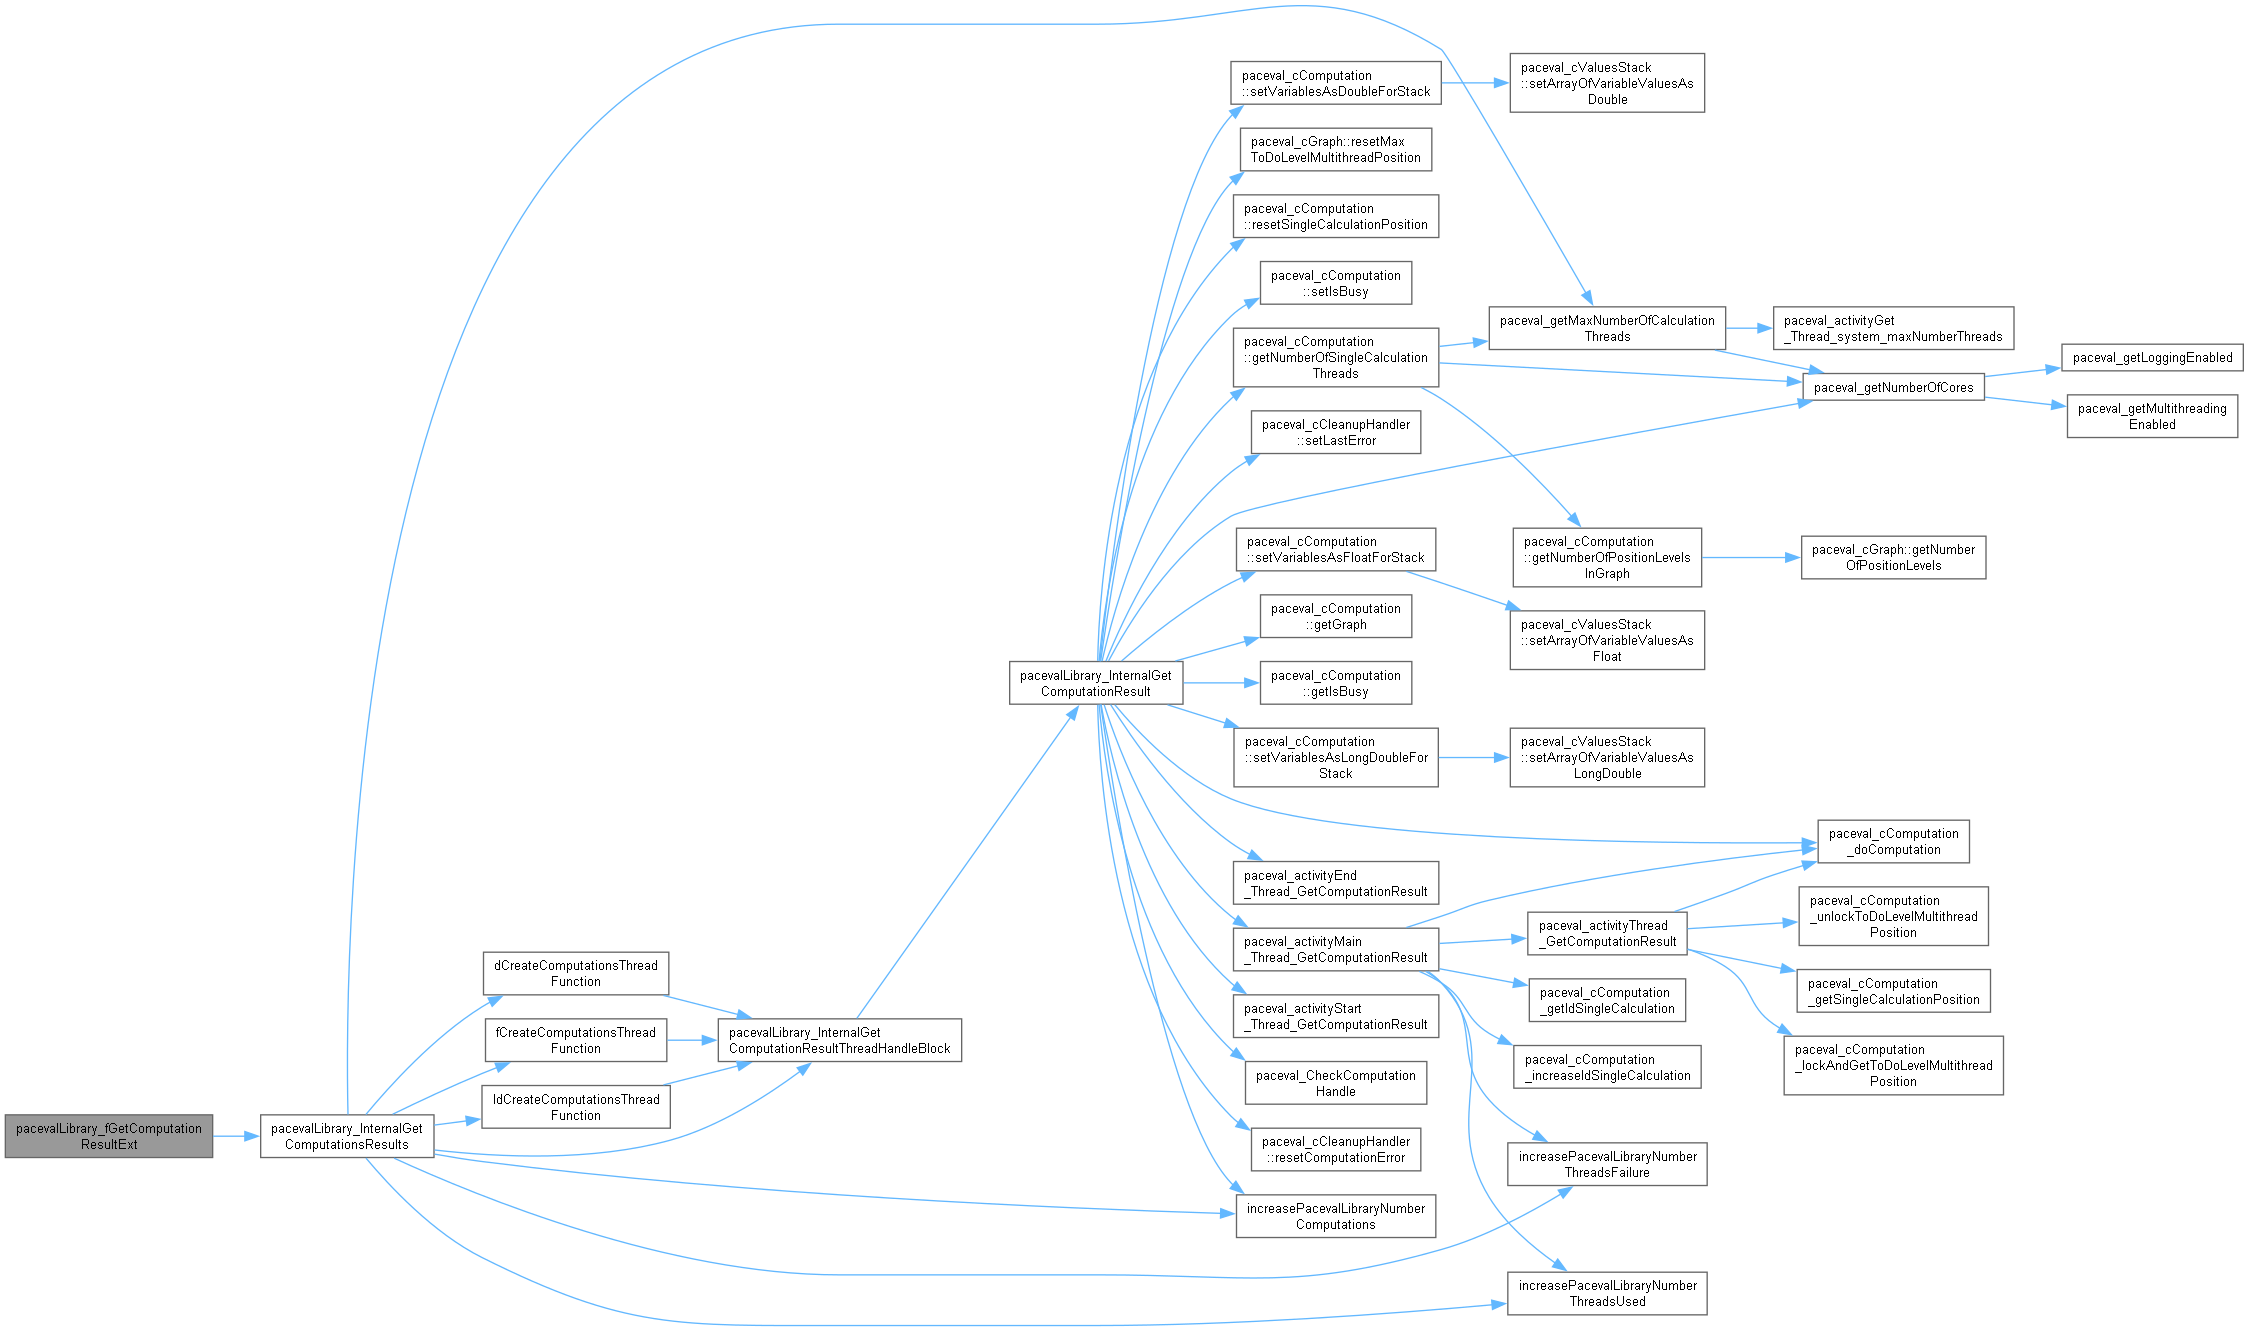 pacevalLibrary_fGetComputation
ResultExt
pacevalLibrary_InternalGet
ComputationsResults
dCreateComputationsThread
Function
fCreateComputationsThread
Function
ldCreateComputationsThread
Function
pacevalLibrary_InternalGet
ComputationResultThreadHandleBlock
pacevalLibrary_InternalGet
ComputationResult
paceval_cComputation
::setVariablesAsDoubleForStack
paceval_cGraph::resetMax
ToDoLevelMultithreadPosition
paceval_cComputation
::resetSingleCalculationPosition
paceval_cComputation
::setIsBusy
paceval_cComputation
::getNumberOfSingleCalculation
Threads
paceval_cCleanupHandler
::setLastError
paceval_cComputation
::setVariablesAsFloatForStack
paceval_cComputation
::getGraph
paceval_cComputation
::getIsBusy
paceval_cComputation
::setVariablesAsLongDoubleFor
Stack
paceval_activityEnd
_Thread_GetComputationResult
paceval_activityMain
_Thread_GetComputationResult
paceval_activityStart
_Thread_GetComputationResult
paceval_CheckComputation
Handle
paceval_cCleanupHandler
::resetComputationError
increasePacevalLibraryNumber
Computations
paceval_cValuesStack
::setArrayOfVariableValuesAs
Double
paceval_getMaxNumberOfCalculation
Threads
paceval_cComputation
::getNumberOfPositionLevels
InGraph
paceval_cValuesStack
::setArrayOfVariableValuesAs
Float
paceval_cValuesStack
::setArrayOfVariableValuesAs
LongDouble
paceval_activityThread
_GetComputationResult
paceval_cComputation
_getIdSingleCalculation
paceval_cComputation
_increaseIdSingleCalculation
increasePacevalLibraryNumber
ThreadsFailure
increasePacevalLibraryNumber
ThreadsUsed
paceval_activityGet
_Thread_system_maxNumberThreads
paceval_getNumberOfCores
paceval_cGraph::getNumber
OfPositionLevels
paceval_cComputation
_doComputation
paceval_cComputation
_unlockToDoLevelMultithread
Position
paceval_cComputation
_getSingleCalculationPosition
paceval_cComputation
_lockAndGetToDoLevelMultithread
Position
paceval_getLoggingEnabled
paceval_getMultithreading
Enabled